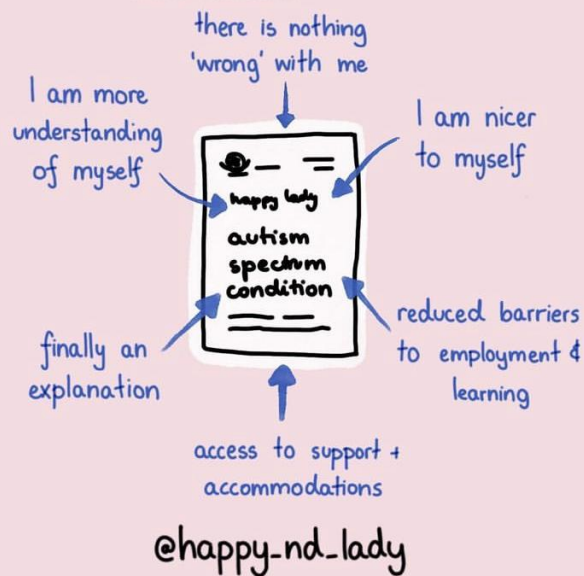 there is nothing
'wrong' with me
I am more
understanding
of myself
I am nicer
to myself
happy lady
autism
spectrum
condition
finally an
explanation
reduced barriers
to employment &
learning
access to support +
accommodations
@happy_nd_lady